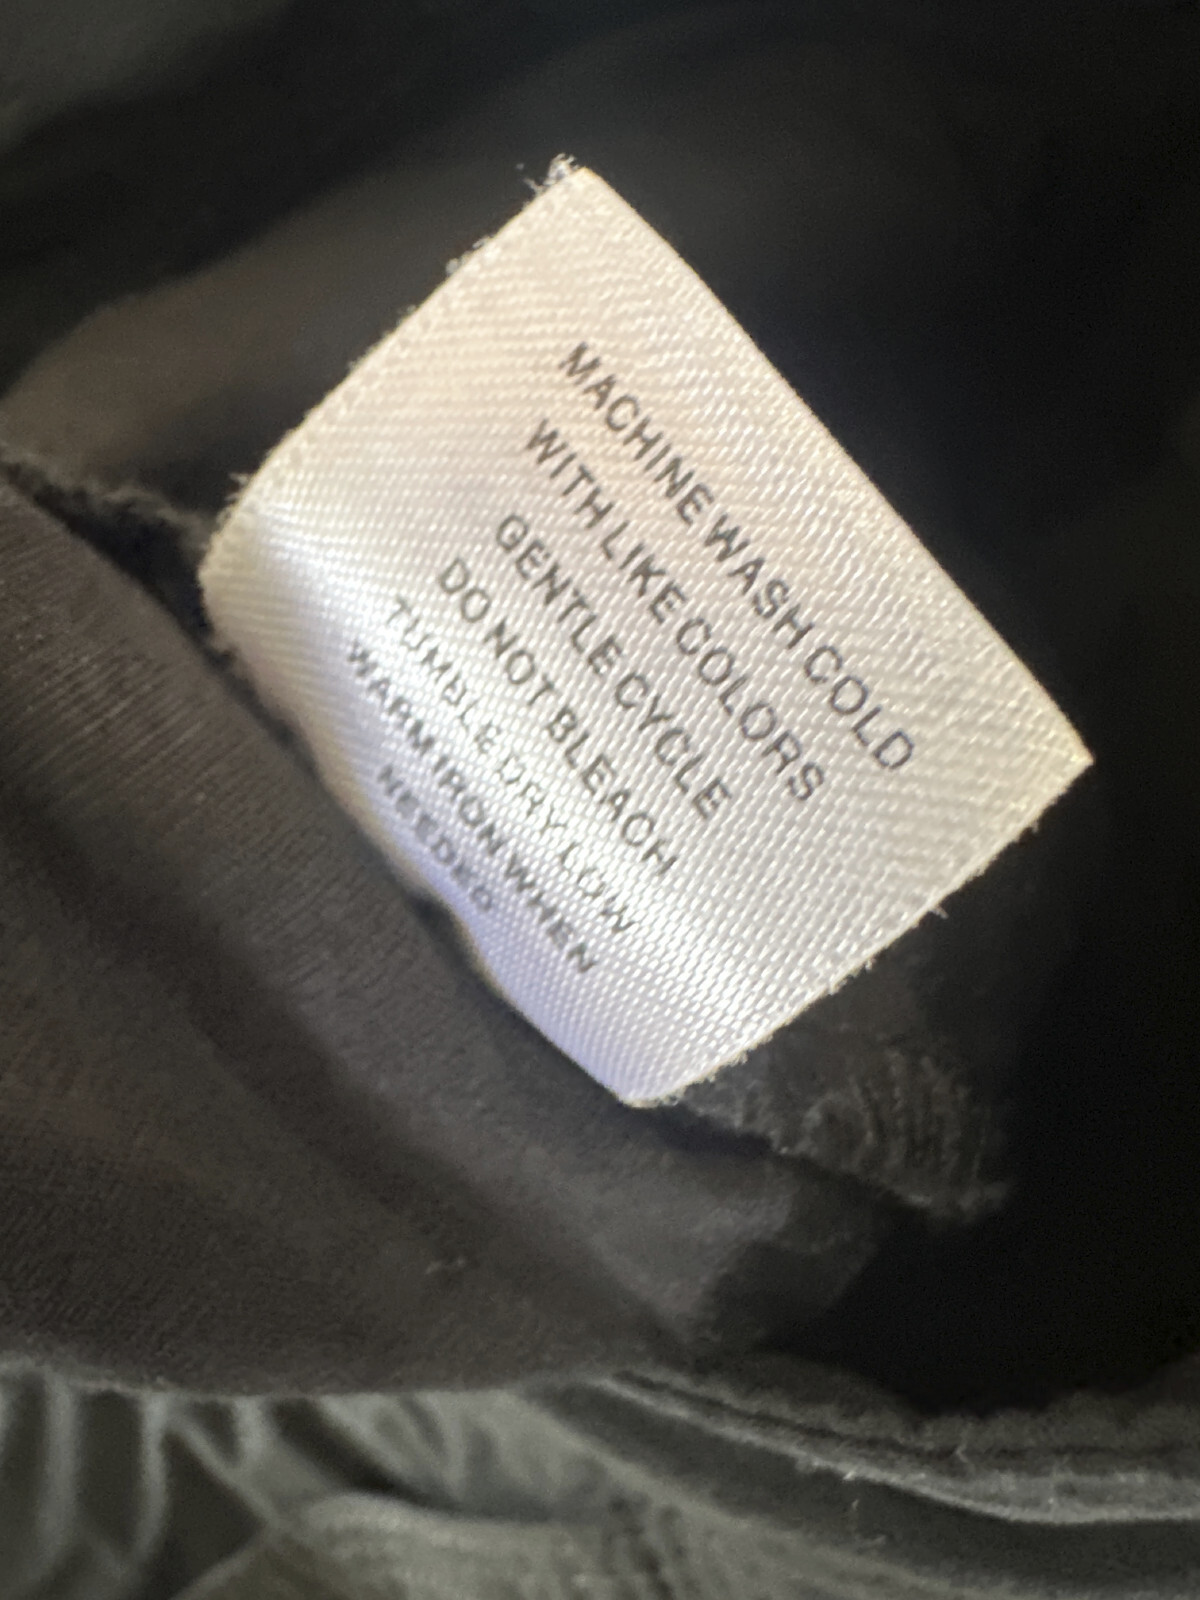 MACHINE WASH COLD
WITH LIKE COLORS
GENTLE CYCLE
DO NOT BLEACH
TUMBLE DRY LOW
WARM IRON WHEN
NEEDED